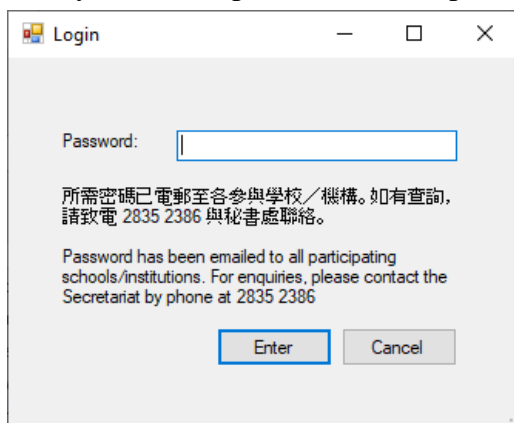 Login
Password:
所需密碼已電郵至各參與學校／機構。如有查詢,
請致電 2835 2386 與秘書處聯絡。
Password has been emailed to all participating
schools/institutions. For enquiries, please contact the
Secretariat by phone at 2835 2386
Enter Cancel